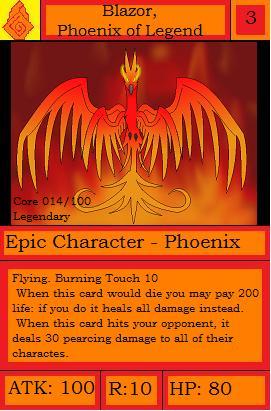 Blazor,
Phoenix of Legend
3
Core 014/100
Legendary
Epic Character - Phoenix
Flying. Burning Touch 10
When this card would die you may pay 200
life: if you do it heals all damage instead.
When this card hits your opponent, it
deals 30 pearcing damage to all of their
charactes.
ATK: 100
R:10
HP: 80